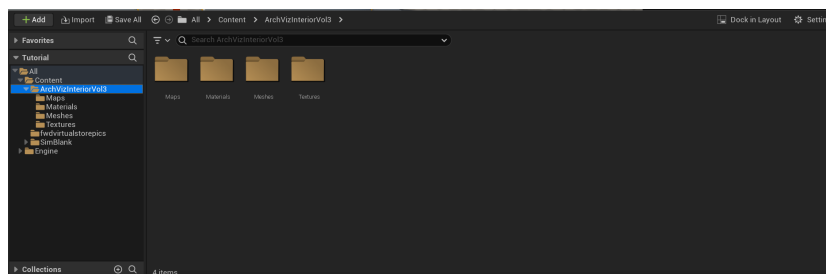 + Add Import Save All All > Content > ArchVizInteriorVol3 > Dock in Layout Settin
Favorites Search ArchVizInteriorVol3
Tutorial
All
Content
ArchVizInteriorVol3
Maps
Materials
Meshes
Textures
fwdvirtualstorepics
SimBlank
Engine
Maps Materials Meshes Textures
Collections 4 items